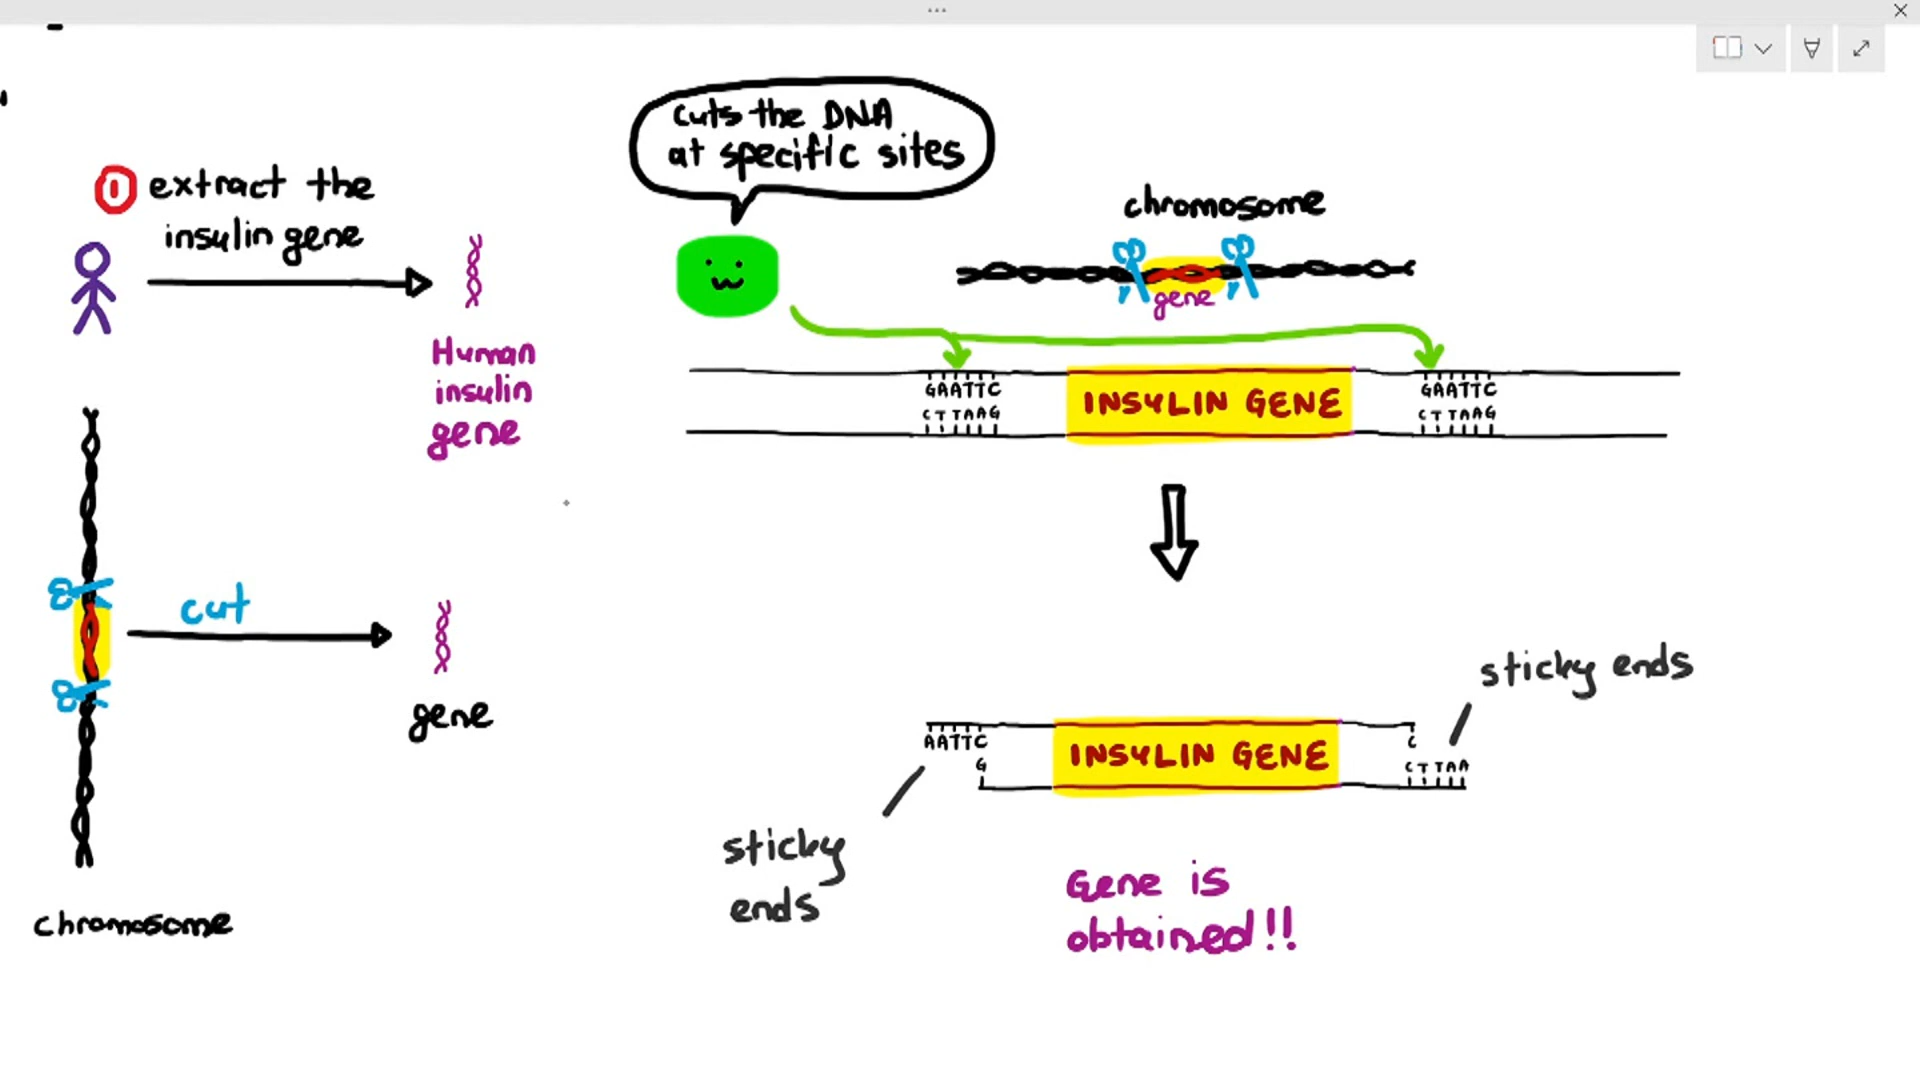 ① extract the
insulin gene
Human
insulin
gene
cut
gene
chromosome
cuts the DNA
at specific sites
chromosome
gene
GAATTC
CTTAAG
INSULIN GENE
GAATTC
CTTAAG
AATTC
G
INSULIN GENE
C
CTTAA
sticky ends
sticky
ends
Gene is
obtained!!